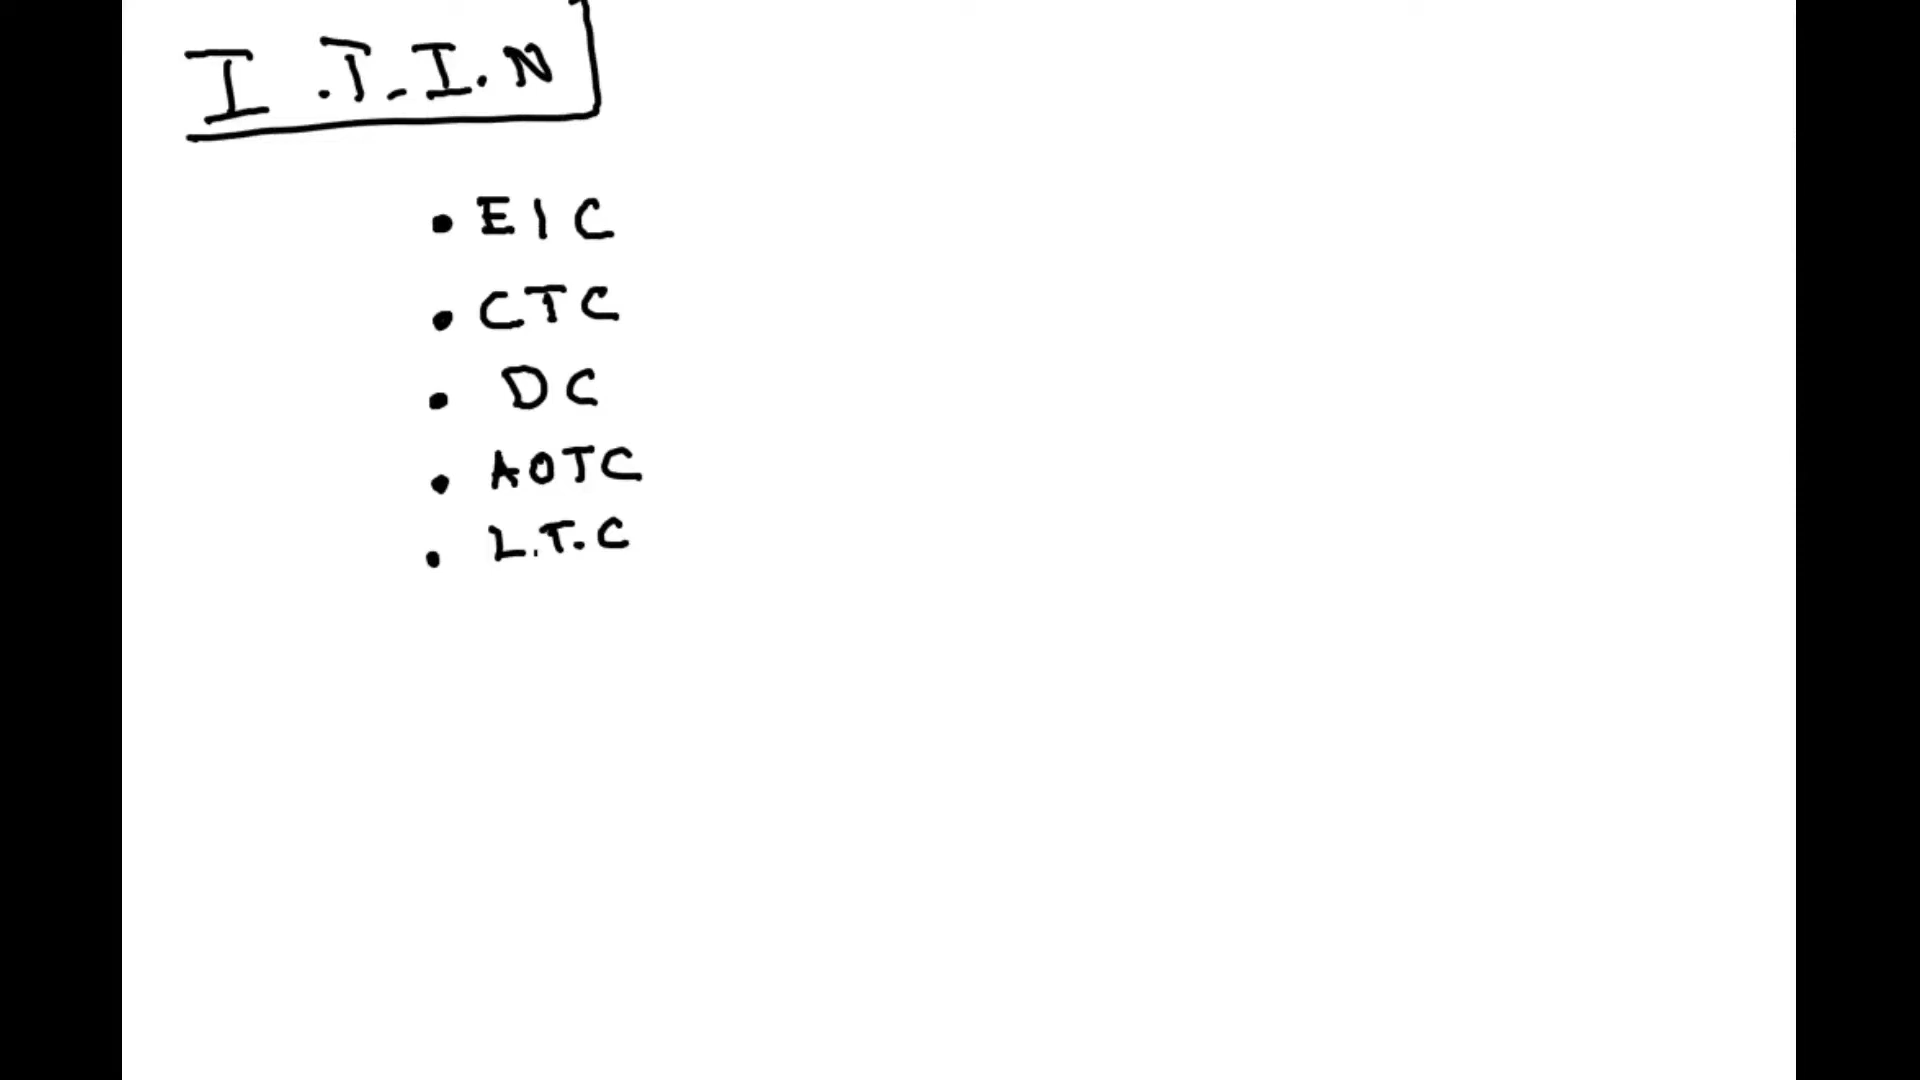 I.T.I.N
• EIC
• CTC
• DC
• AOTC
• L.T.C